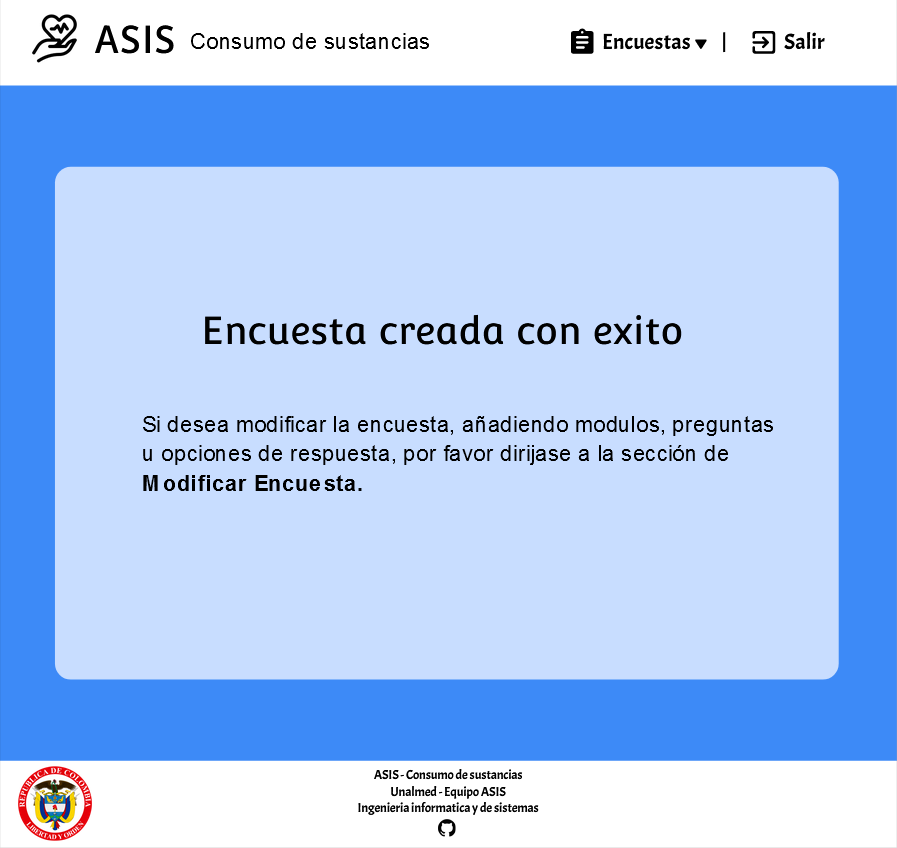 ASIS Consumo de sustancias
Encuestas
|
Salir
Encuesta creada con exito
Si desea modificar la encuesta, añadiendo modulos, preguntas
u opciones de respuesta, por favor dirijase a la sección de
Modificar Encuesta.
REPUBLICA DE COLOMBIA
LIBERTAD Y ORDEN
ASIS - Consumo de sustancias
Unalmed - Equipo ASIS
Ingenieria informatica y de sistemas